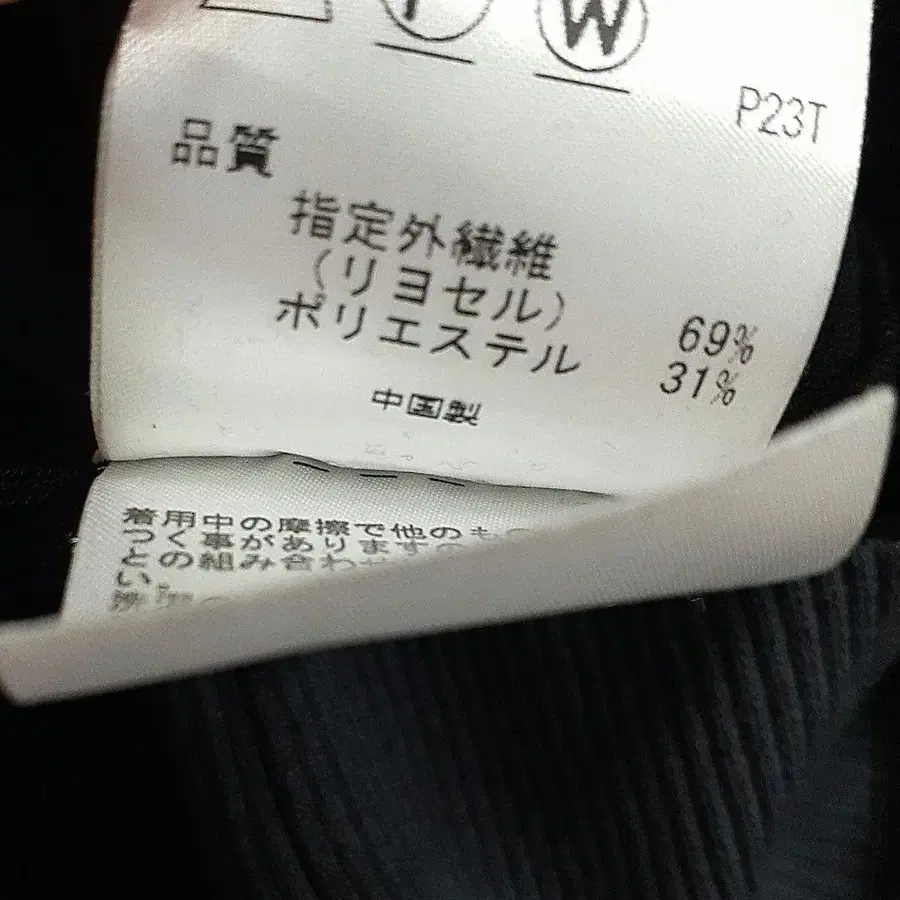 W
P23T
品質
指定外繊維
(リヨセル) 69%
ポリエステル 31%
中国製
着用中の摩擦で他のも
つく事がありますの
との組み合わせ
い